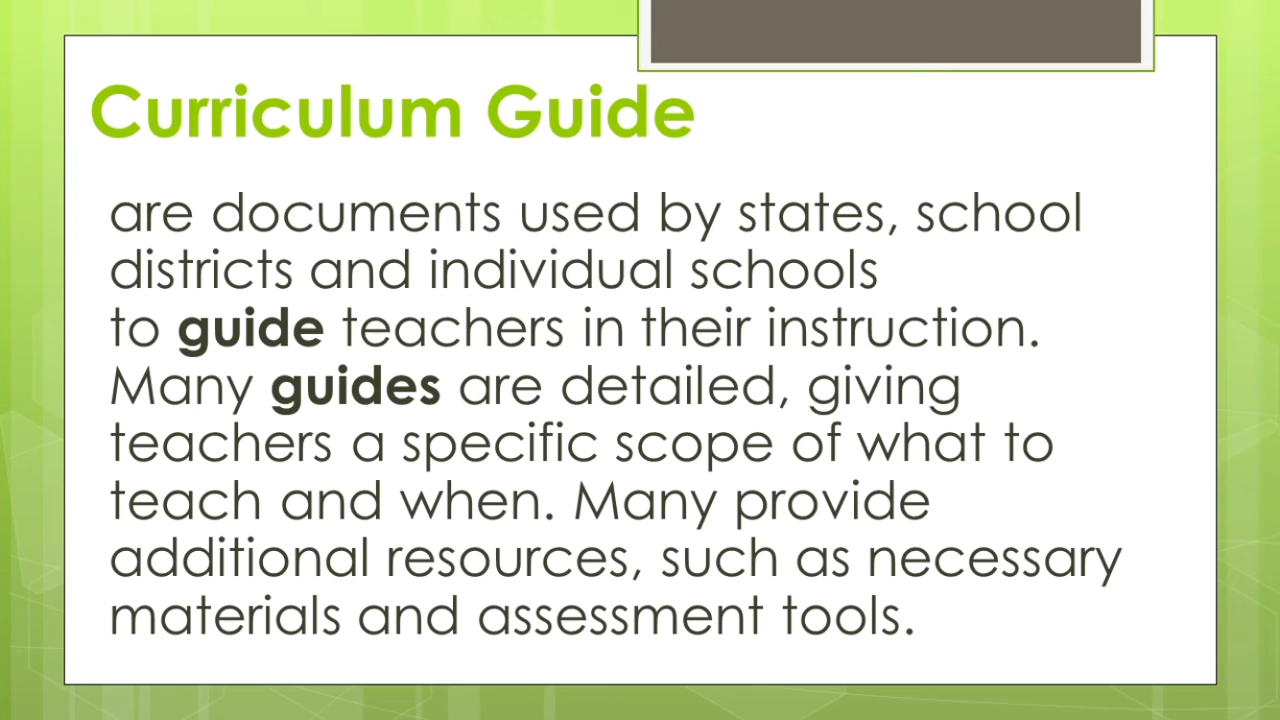 Curriculum Guide
are documents used by states, school
districts and individual schools
to guide teachers in their instruction.
Many guides are detailed, giving
teachers a specific scope of what to
teach and when. Many provide
additional resources, such as necessary
materials and assessment tools.